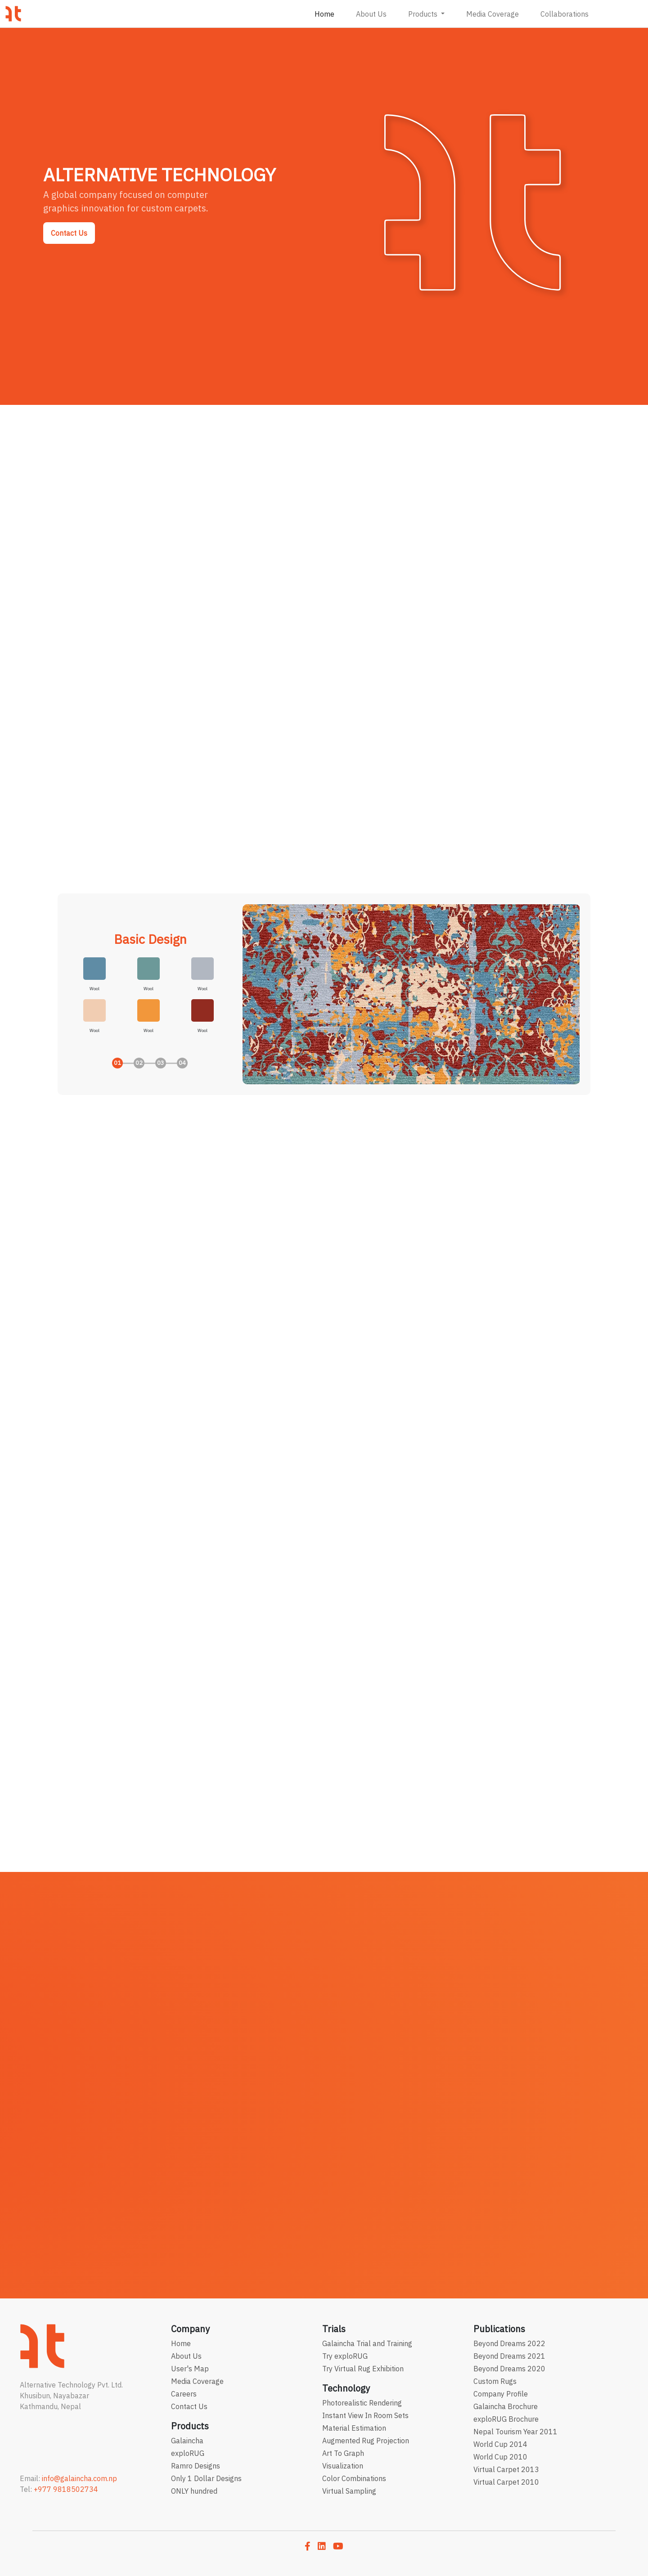 Home
About Us
Products
Media Coverage
Collaborations
ALTERNATIVE TECHNOLOGY
A global company focused on computer
graphics innovation for custom carpets.
Contact Us
Basic Design
Wool
Wool
Wool
Wool
Wool
Wool
01
02
03
04
Alternative Technology Pvt. Ltd.
Khusibun, Nayabazar
Kathmandu, Nepal
Email: info@galaincha.com.np
Tel: +977 9818502734
Company
Home
About Us
User's Map
Media Coverage
Careers
Contact Us
Products
Galaincha
exploRUG
Ramro Designs
Only 1 Dollar Designs
ONLY hundred
Trials
Galaincha Trial and Training
Try exploRUG
Try Virtual Rug Exhibition
Technology
Photorealistic Rendering
Instant View In Room Sets
Material Estimation
Augmented Rug Projection
Art To Graph
Visualization
Color Combinations
Virtual Sampling
Publications
Beyond Dreams 2022
Beyond Dreams 2021
Beyond Dreams 2020
Custom Rugs
Company Profile
Galaincha Brochure
exploRUG Brochure
Nepal Tourism Year 2011
World Cup 2014
World Cup 2010
Virtual Carpet 2013
Virtual Carpet 2010